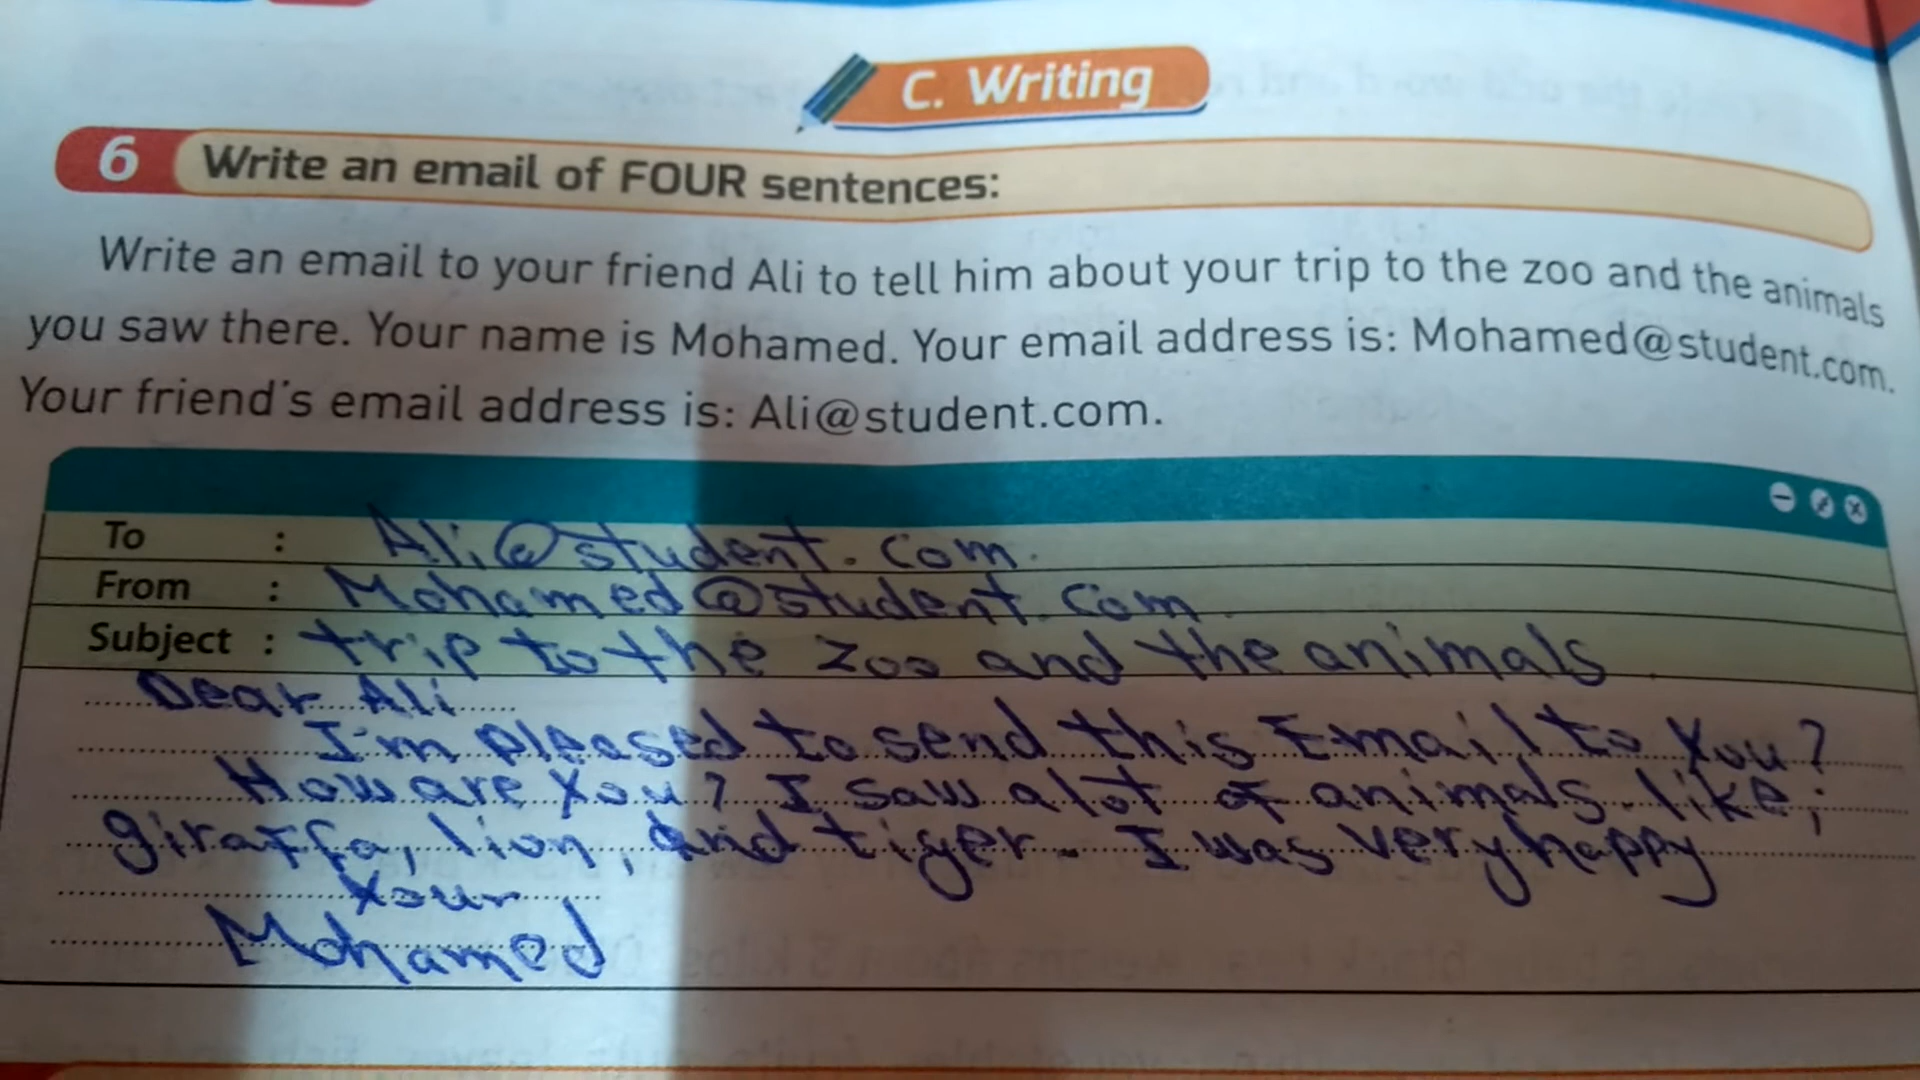 C. Writing
6 Write an email of FOUR sentences:
Write an email to your friend Ali to tell him about your trip to the zoo and the animals
you saw there. Your name is Mohamed. Your email address is: Mohamed@student.com.
Your friend's email address is: Ali@student.com.
To : Ali@student.com.
From : Mohamed@student.com.
Subject : trip to the zoo and the animals
Dear Ali
I'm pleased to send this Email to you?
How are you? I saw alot of animals like;
giraffa, lion, and tiger. I was very happy
your
Mohamed